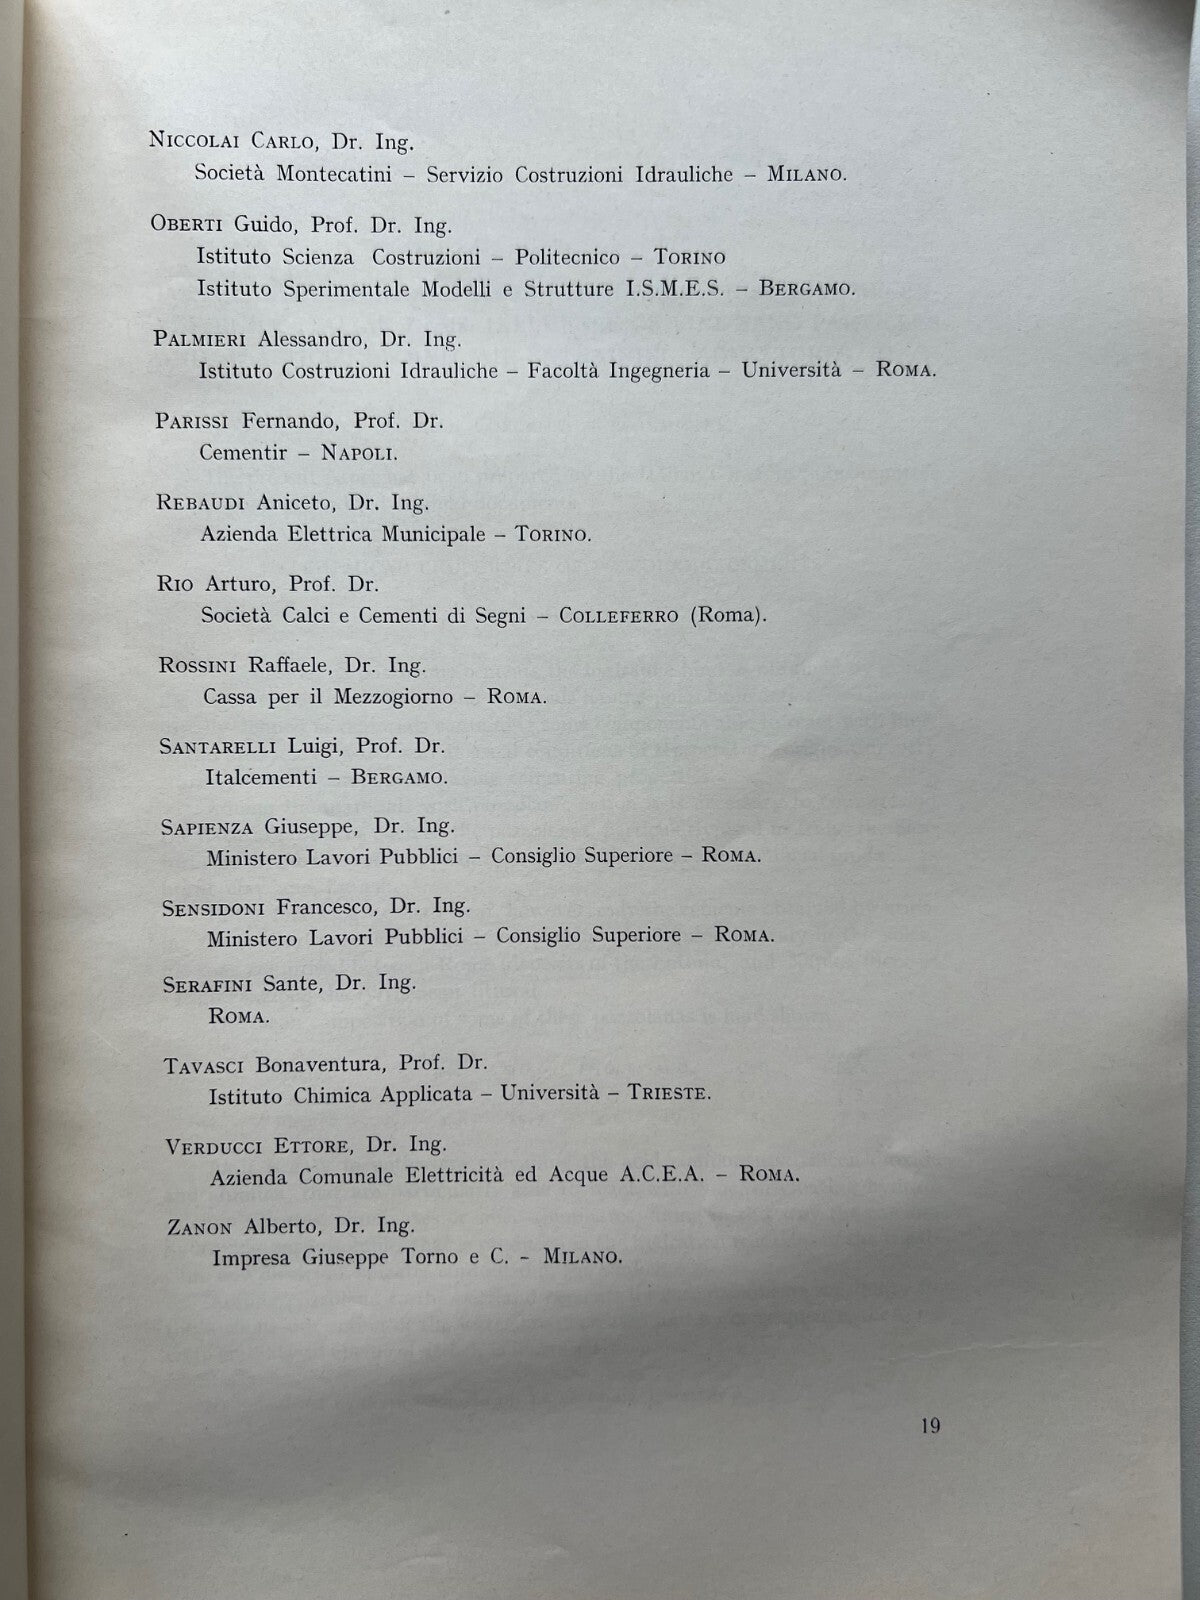 NICCOLAI CARLO, Dr. Ing.
Società Montecatini – Servizio Costruzioni Idrauliche – MILANO.
OBERTI Guido, Prof. Dr. Ing.
Istituto Scienza Costruzioni – Politecnico – TORINO
Istituto Sperimentale Modelli e Strutture I.S.M.E.S. – BERGAMO.
PALMIERI Alessandro, Dr. Ing.
Istituto Costruzioni Idrauliche – Facoltà Ingegneria – Università – ROMA.
PARISSI Fernando, Prof. Dr.
Cementir – NAPOLI.
REBAUDI Aniceto, Dr. Ing.
Azienda Elettrica Municipale – TORINO.
RIO Arturo, Prof. Dr.
Società Calci e Cementi di Segni – COLLEFERRO (Roma).
ROSSINI Raffaele, Dr. Ing.
Cassa per il Mezzogiorno – ROMA.
SANTARELLI Luigi, Prof. Dr.
Italcementi – BERGAMO.
SAPIENZA Giuseppe, Dr. Ing.
Ministero Lavori Pubblici – Consiglio Superiore – ROMA.
SENSIDONI Francesco, Dr. Ing.
Ministero Lavori Pubblici – Consiglio Superiore – ROMA.
SERAFINI Sante, Dr. Ing.
ROMA.
TAVASCI Bonaventura, Prof. Dr.
Istituto Chimica Applicata – Università – TRIESTE.
VERDUCCI ETTORE, Dr. Ing.
Azienda Comunale Elettricità ed Acque A.C.E.A. – ROMA.
ZANON Alberto, Dr. Ing.
Impresa Giuseppe Torno e C. – MILANO.
19